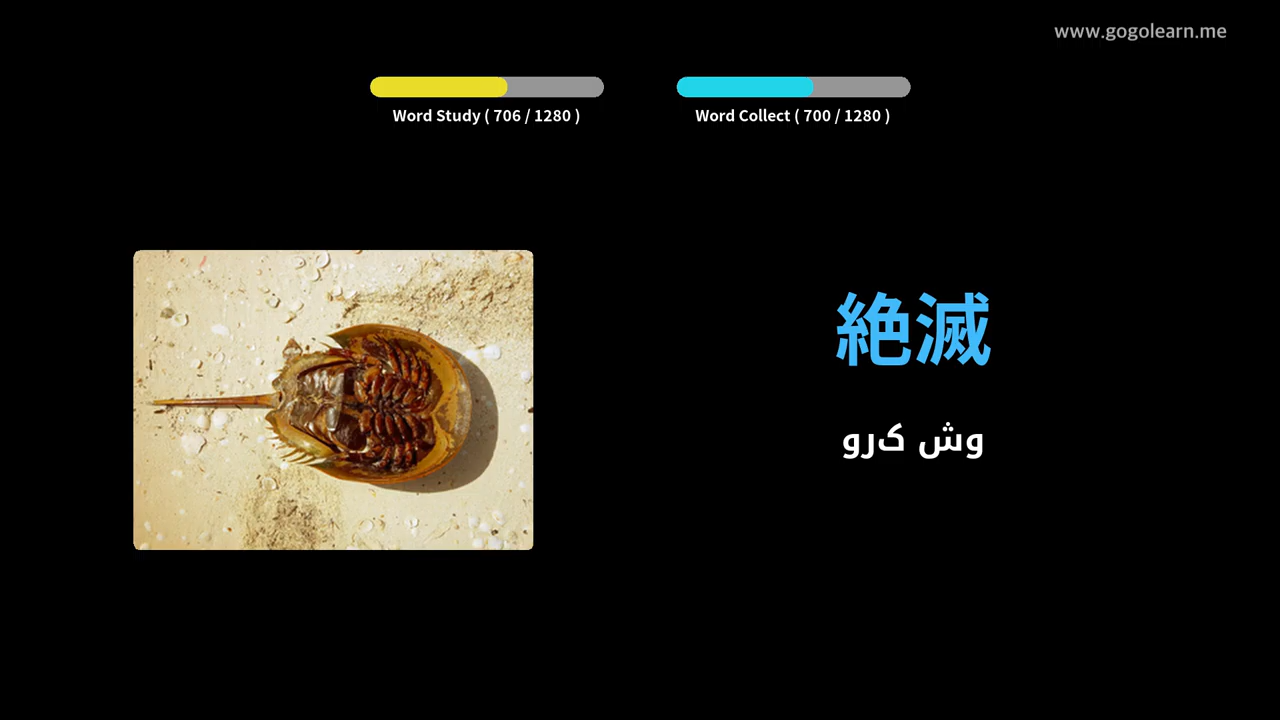 www.gogolearn.me
Word Study ( 706 / 1280 )
Word Collect ( 700 / 1280 )
絶滅
وش کرو